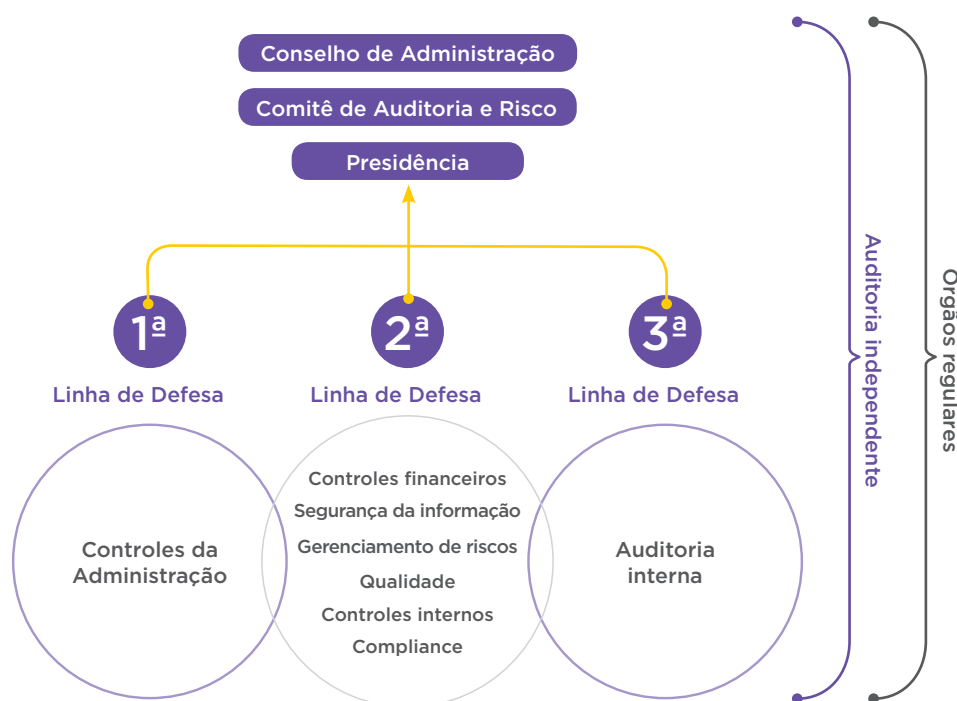 Conselho de Administração
Comitê de Auditoria e Risco
Presidência
1ª
2ª
3ª
Linha de Defesa
Linha de Defesa
Linha de Defesa
Controles da
Administração
Controles financeiros
Segurança da informação
Gerenciamento de riscos
Qualidade
Controles internos
Compliance
Auditoria
interna
Auditoria independente
Orgãos regulares